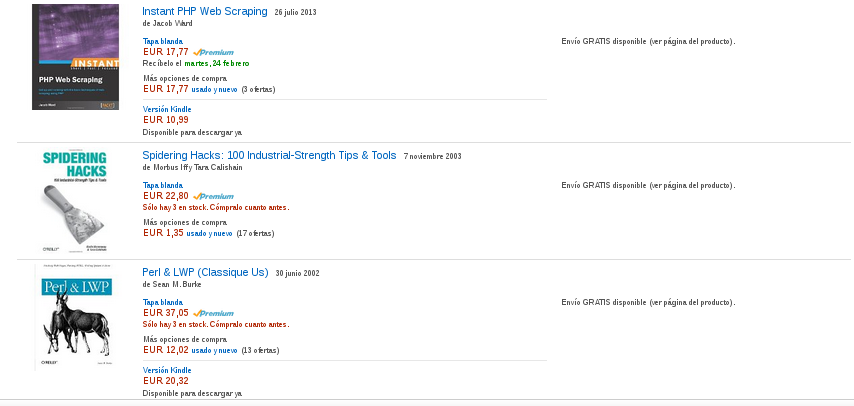 Instant PHP Web Scraping 26 julio 2013
de Jacob Ward
Tapa blanda
EUR 17,77 Premium
Envío GRATIS disponible (ver página del producto).
Recíbelo el martes, 24 febrero
Más opciones de compra
EUR 17,77 usado y nuevo (3 ofertas)
Versión Kindle
EUR 10,99
Disponible para descargar ya
INSTANT
PHP Web Scraping
Spidering Hacks: 100 Industrial-Strength Tips & Tools 7 noviembre 2003
de Morbus Iffy Tara Calishain
Tapa blanda
EUR 22,80 Premium
Envío GRATIS disponible (ver página del producto).
Sólo hay 3 en stock. Cómpralo cuanto antes.
Más opciones de compra
EUR 1,35 usado y nuevo (17 ofertas)
SPIDERING
HACKS
100 Industrial-Strength Tips & Tools
O'REILLY
Perl & LWP (Classique Us) 30 junio 2002
de Sean M. Burke
Tapa blanda
EUR 37,05 Premium
Envío GRATIS disponible (ver página del producto).
Sólo hay 3 en stock. Cómpralo cuanto antes.
Más opciones de compra
EUR 12,02 usado y nuevo (13 ofertas)
Versión Kindle
EUR 20,32
Disponible para descargar ya
Perl & LWP
O'REILLY